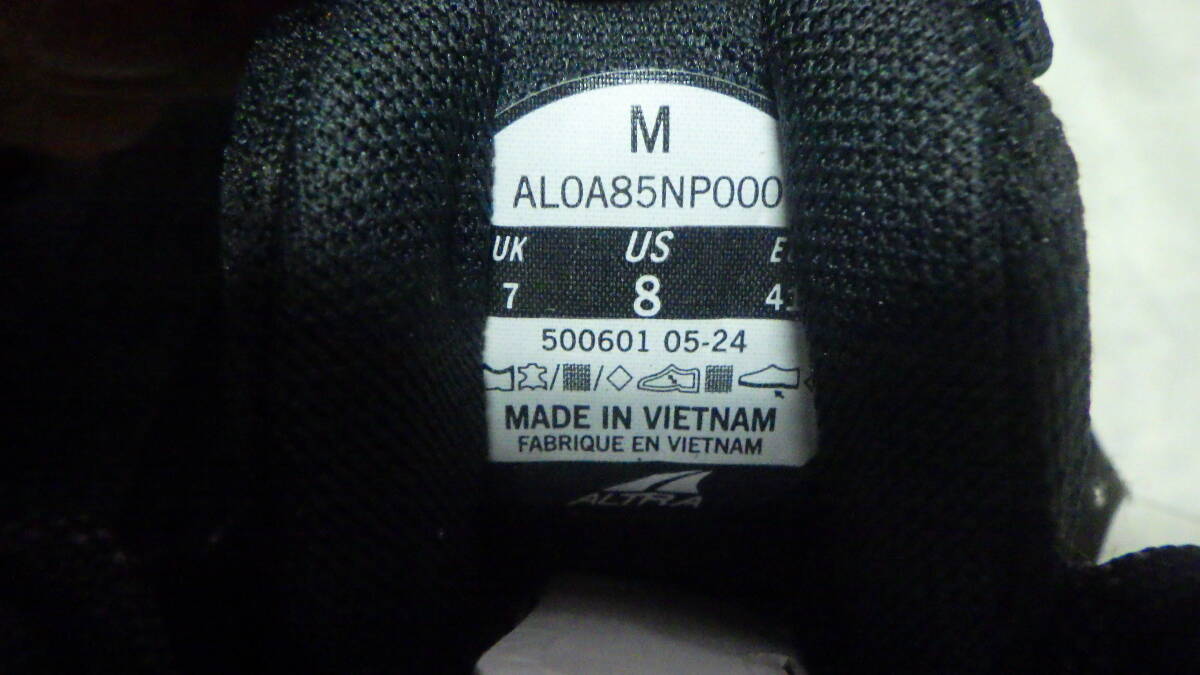 M
AL0A85NP000
UK US
7 8
500601 05-24
MADE IN VIETNAM
FABRIQUE EN VIETNAM
ALTRA